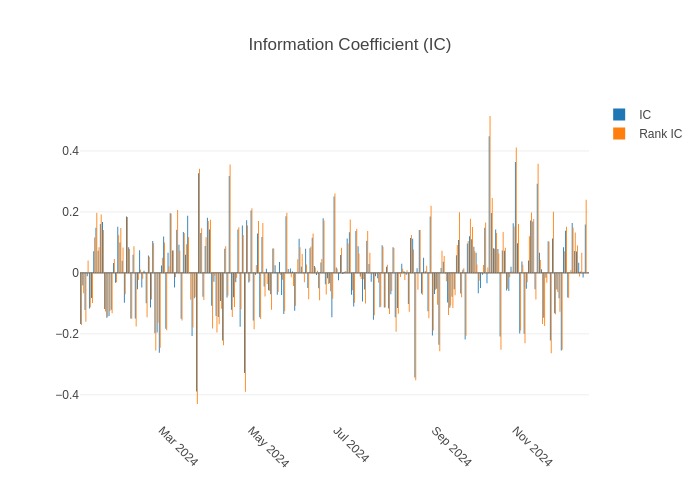 Information Coefficient (IC)
IC
Rank IC
0.4
0.2
0
−0.2
−0.4
Mar 2024
May 2024
Jul 2024
Sep 2024
Nov 2024